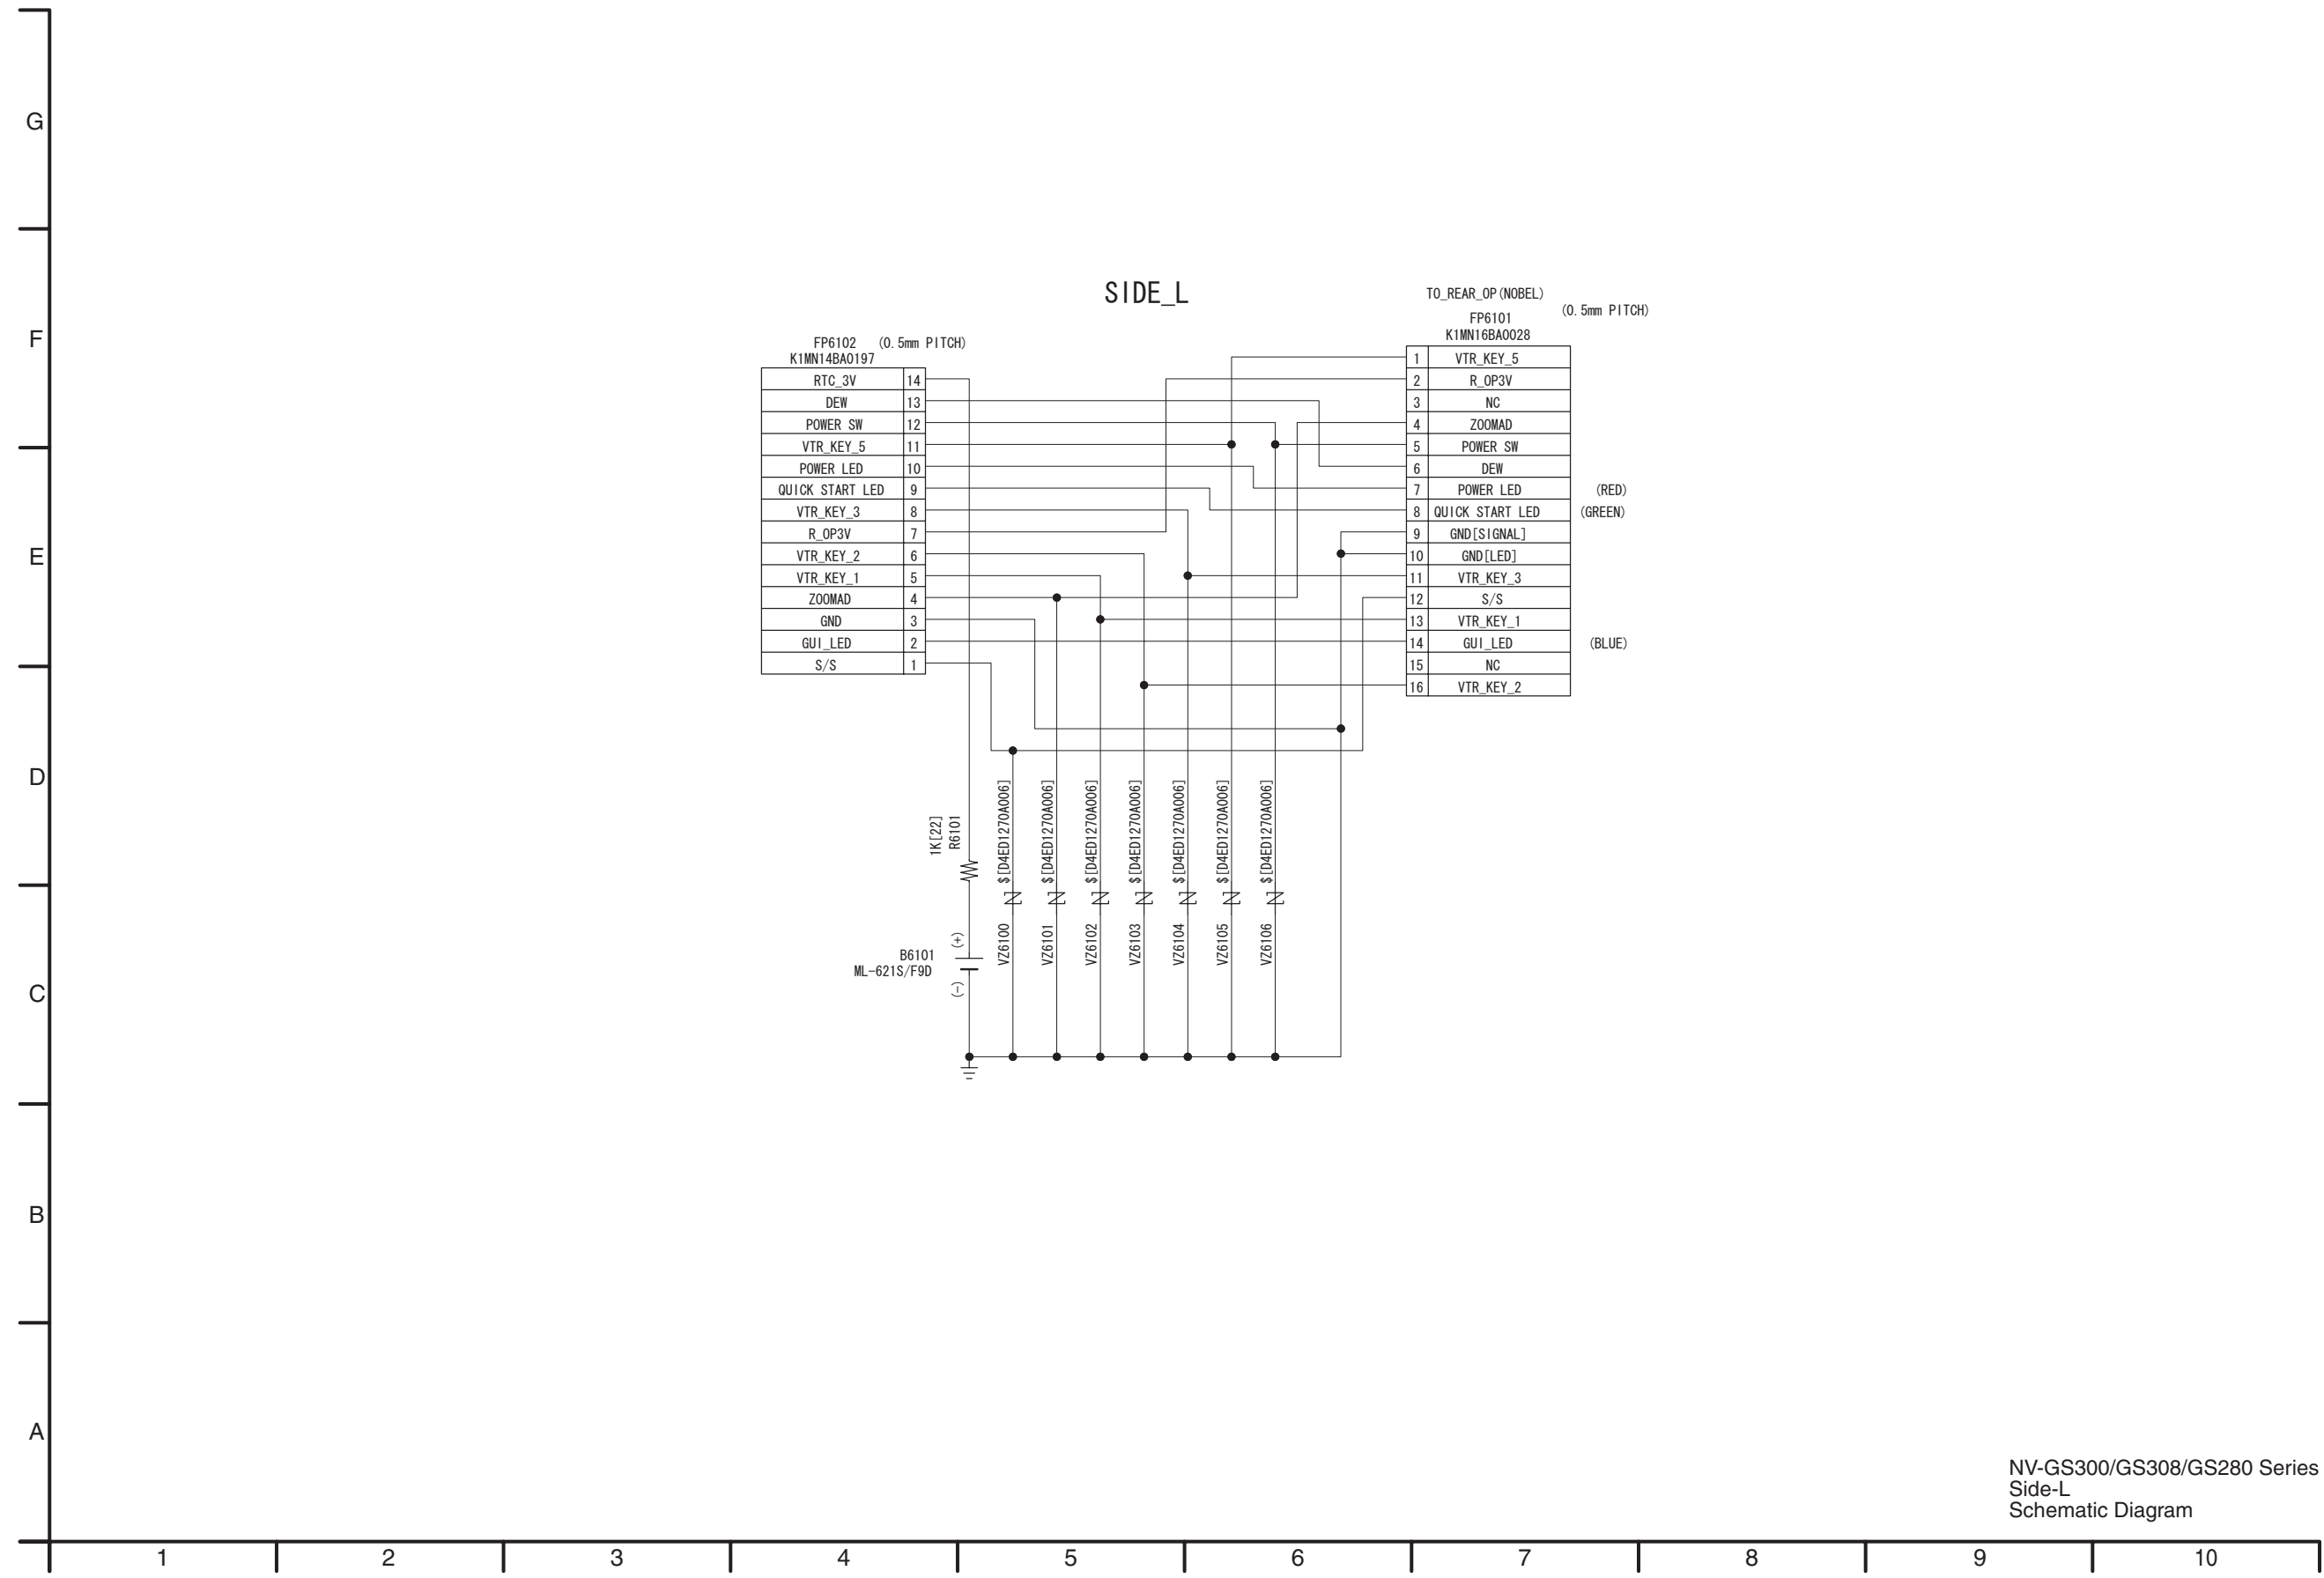 G
F
E
D
C
B
A
SIDE_L
FP6102 (0.5mm PITCH)
K1MN14BA0197
RTC_3V 14
DEW 13
POWER SW 12
VTR_KEY_5 11
POWER LED 10
QUICK START LED 9
VTR_KEY_3 8
R_OP3V 7
VTR_KEY_2 6
VTR_KEY_1 5
ZOOMAD 4
GND 3
GUI_LED 2
S/S 1
TO_REAR_OP(NOBEL)
(0.5mm PITCH)
FP6101
K1MN16BA0028
1 VTR_KEY_5
2 R_OP3V
3 NC
4 ZOOMAD
5 POWER SW
6 DEW
7 POWER LED (RED)
8 QUICK START LED (GREEN)
9 GND[SIGNAL]
10 GND[LED]
11 VTR_KEY_3
12 S/S
13 VTR_KEY_1
14 GUI_LED (BLUE)
15 NC
16 VTR_KEY_2
1K[22]
R6101
$[D4ED1270A006]
$[D4ED1270A006]
$[D4ED1270A006]
$[D4ED1270A006]
$[D4ED1270A006]
$[D4ED1270A006]
$[D4ED1270A006]
VZ6100
VZ6101
VZ6102
VZ6103
VZ6104
VZ6105
VZ6106
(+)
B6101
ML-621S/F9D
(-)
NV-GS300/GS308/GS280 Series
Side-L
Schematic Diagram
1 2 3 4 5 6 7 8 9 10